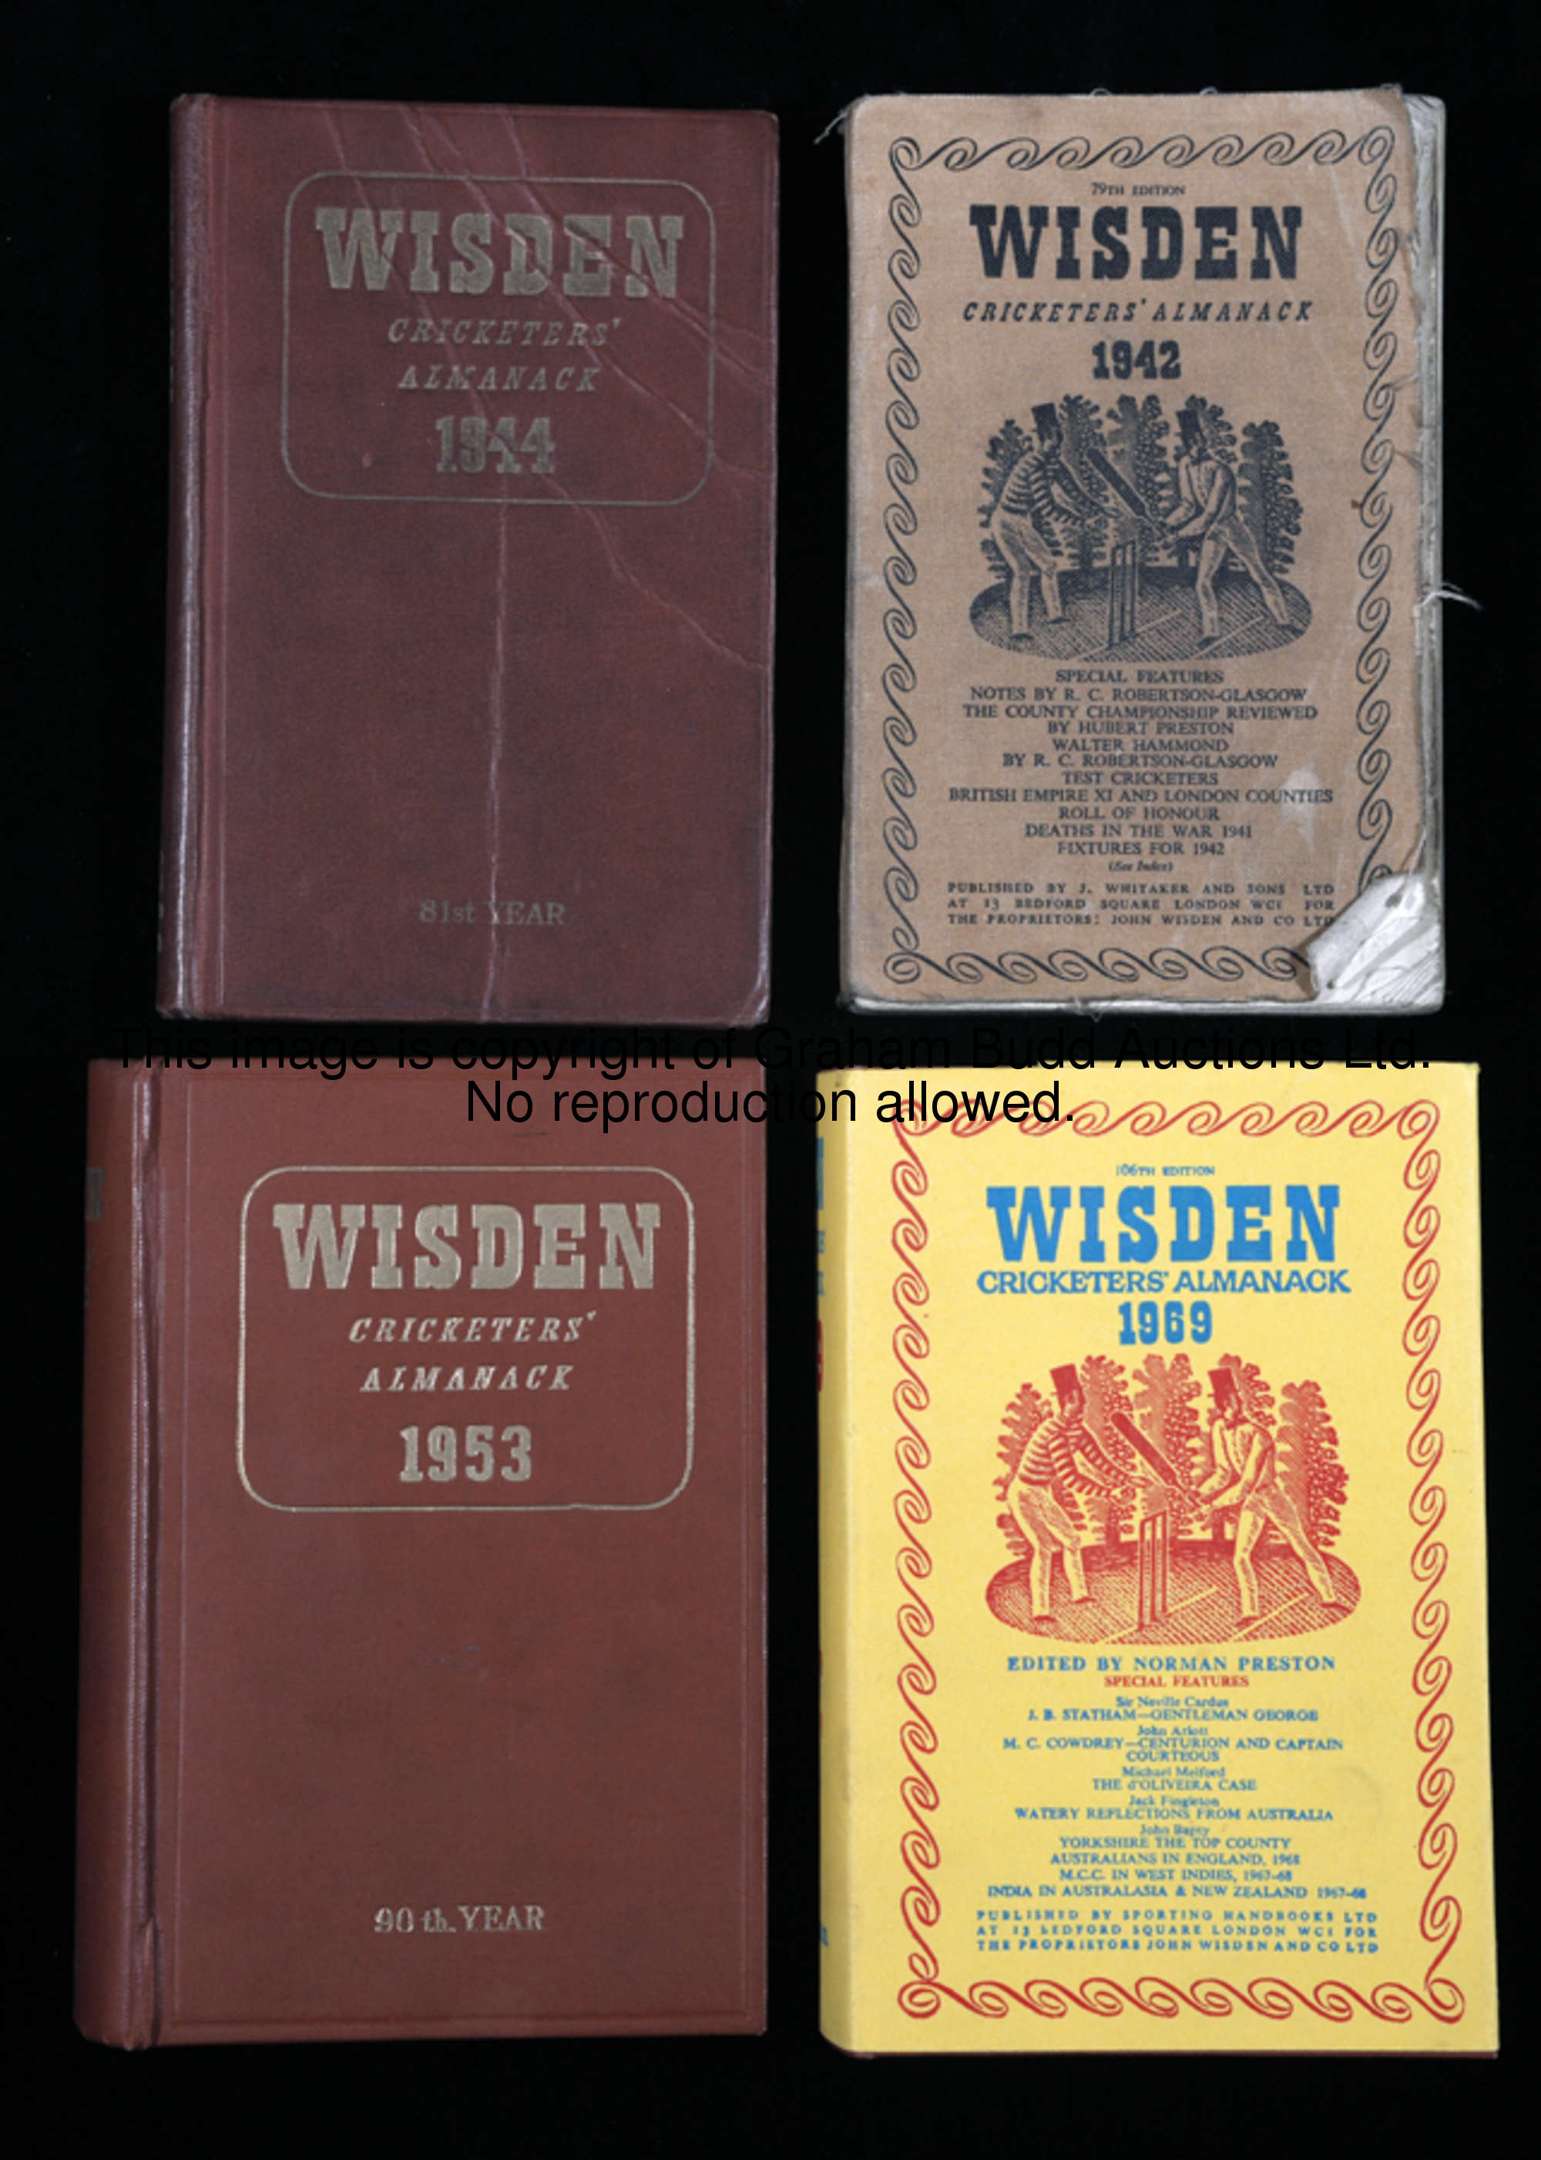 WISDEN
CRICKETERS'
ALMANACK
1944
81st YEAR
79TH EDITION
WISDEN
CRICKETERS' ALMANACK
1942
SPECIAL FEATURES
NOTES BY R. C. ROBERTSON-GLASGOW
THE COUNTY CHAMPIONSHIP REVIEWED
BY HUBERT PRESTON
WALTER HAMMOND
BY R. C. ROBERTSON-GLASGOW
TEST CRICKETERS
BRITISH EMPIRE XI AND LONDON COUNTIES
ROLL OF HONOUR
DEATHS IN THE WAR 1941
FIXTURES FOR 1942
(See Index)
PUBLISHED BY J. WHITAKER AND SONS LTD
AT 13 BEDFORD SQUARE LONDON WC1 FOR
THE PROPRIETORS: JOHN WISDEN AND CO LTD
This image is copyright of Graham Budd Auctions Ltd.
No reproduction allowed.
WISDEN
CRICKETERS'
ALMANACK
1953
90th. YEAR
106TH EDITION
WISDEN
CRICKETERS' ALMANACK
1969
EDITED BY NORMAN PRESTON
SPECIAL FEATURES
Sir Neville Cardus
J. B. STATHAM—GENTLEMAN GEORGE
John Arlott
M. C. COWDREY—CENTURION AND CAPTAIN
COURTEOUS
Michael Melford
THE d'OLIVEIRA CASE
Jack Fingleton
WATERY REFLECTIONS FROM AUSTRALIA
John
YORKSHIRE THE TOP COUNTY
AUSTRALIANS IN ENGLAND, 1968
M.C.C. IN WEST INDIES, 1967-68
INDIA IN AUSTRALASIA & NEW ZEALAND 1967-68
PUBLISHED BY SPORTING HANDBOOKS LTD
AT 13 BEDFORD SQUARE LONDON WC1 FOR
THE PROPRIETORS JOHN WISDEN AND CO LTD